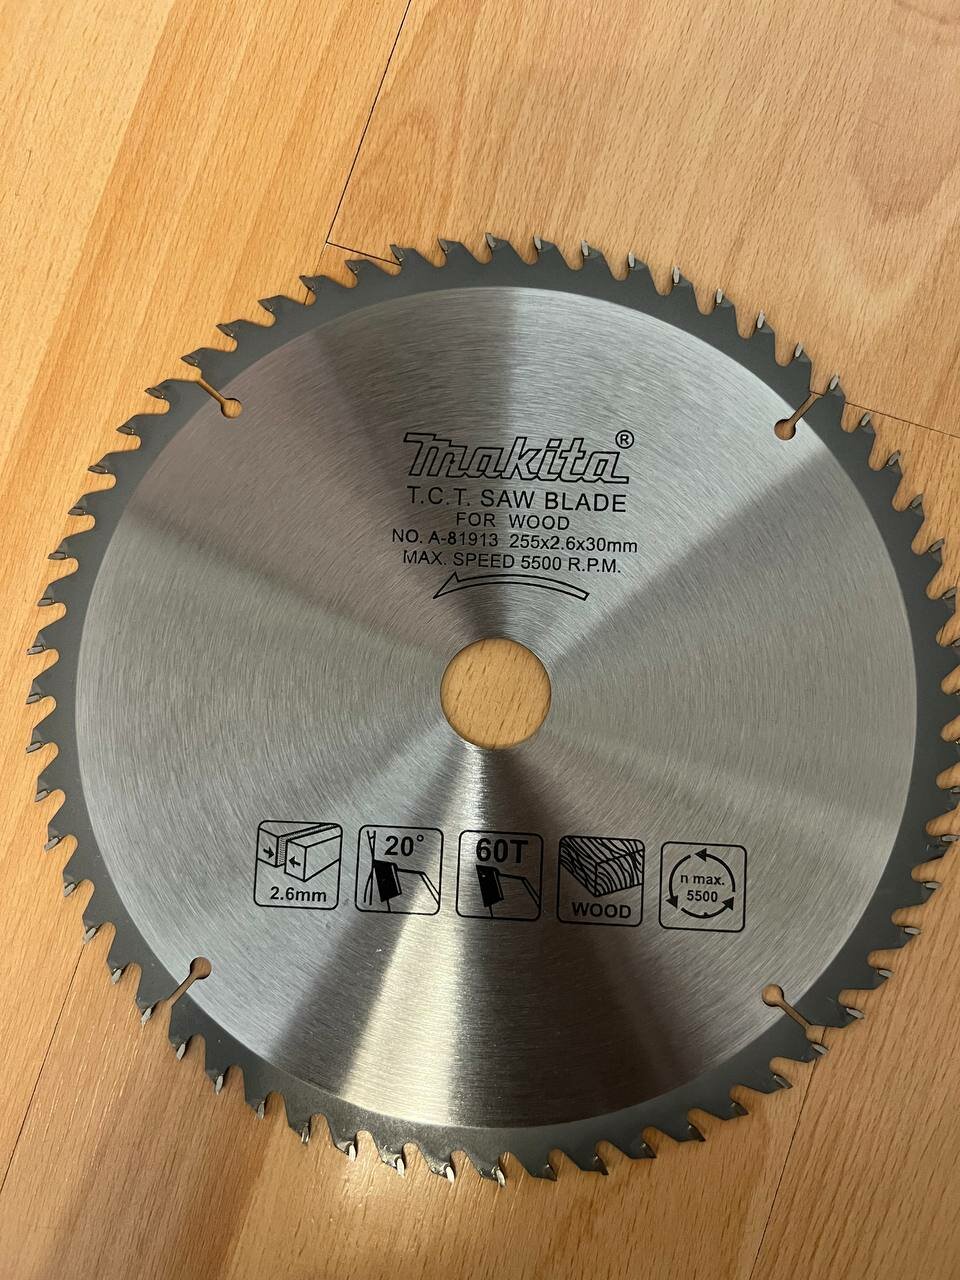 makita®
T.C.T. SAW BLADE
FOR WOOD
NO. A-81913 255x2.6x30mm
MAX. SPEED 5500 R.P.M.
2.6mm
20°
60T
WOOD
n max.
5500